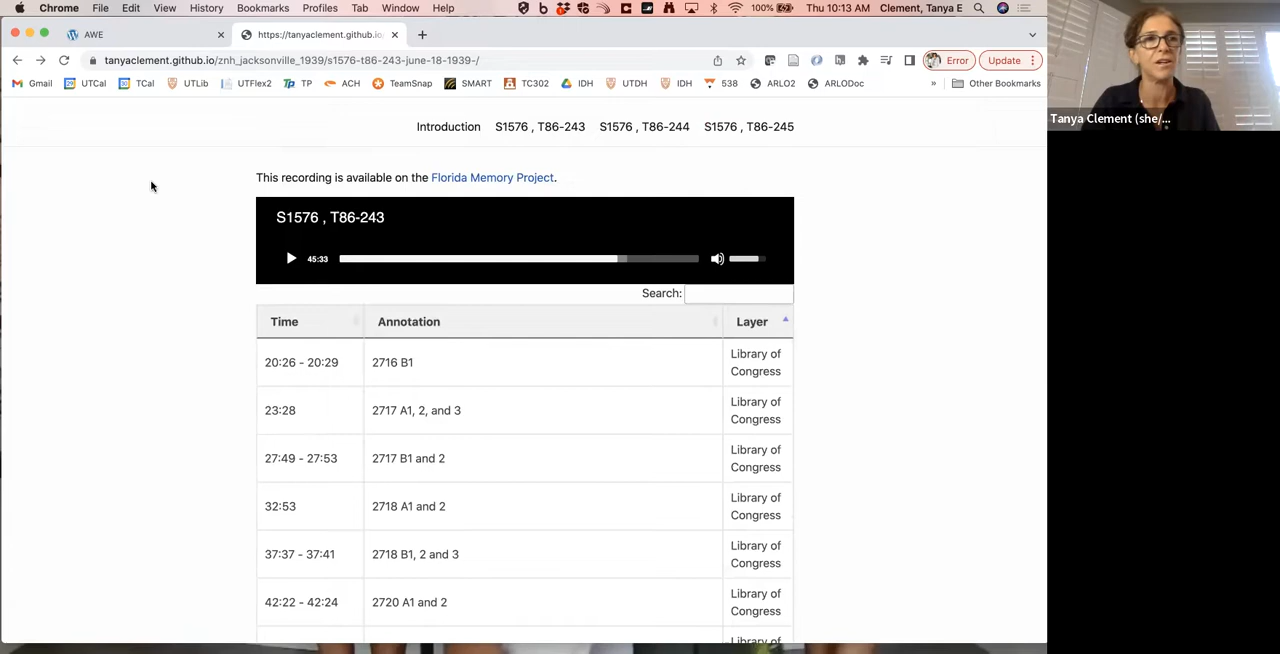 Chrome File Edit View History Bookmarks Profiles Tab Window Help 100% Thu 10:13 AM Clement, Tanya E
AWE https://tanyaclement.github.io/
tanyaclement.github.io/znh_jacksonville_1939/s1576-t86-243-june-18-1939-/ Error Update
Gmail UTCal TCal UTLib UTFlex2 TP ACH TeamSnap SMART TC302 IDH UTDH IDH 538 ARLO2 ARLODoc » Other Bookmarks
Tanya Clement (she/...
Introduction S1576 , T86-243 S1576 , T86-244 S1576 , T86-245
This recording is available on the Florida Memory Project.
S1576 , T86-243
45:33
Search:
Time Annotation Layer
20:26 - 20:29 2716 B1 Library of
Congress
23:28 2717 A1, 2, and 3 Library of
Congress
27:49 - 27:53 2717 B1 and 2 Library of
Congress
32:53 2718 A1 and 2 Library of
Congress
37:37 - 37:41 2718 B1, 2 and 3 Library of
Congress
42:22 - 42:24 2720 A1 and 2 Library of
Congress
Library of